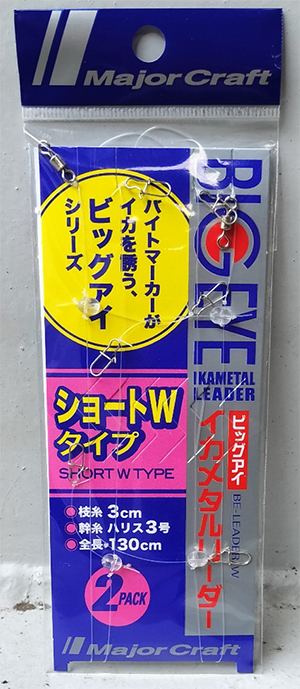 Major Craft
BIG EYE
IKAMETAL
LEADER
ビッグアイ
イカメタルリーダー
BE-LEADER/W
バイトマーカーが
イカを誘う、
ビッグアイ
シリーズ
ショートW
タイプ
SHORT W TYPE
●枝糸 3cm
●幹糸 ハリス3号
●全長・130cm
2PACK
Major Craft